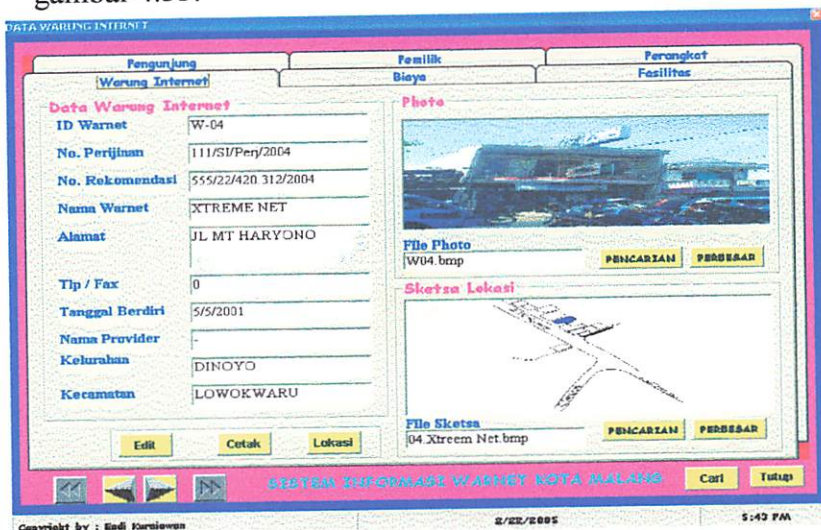 gambar 4.
DATA WARUNG INTERNET
Pengunjung Pemilik Perangkat
Warung Internet Biaya Fasilitas
Data Warung Internet
ID Warnet W-04
No. Perijinan 111/SI/Perj/2004
No. Rekomendasi 555/22/420.312/2004
Nama Warnet XTREME NET
Alamat JL MT HARYONO
Tlp / Fax 0
Tanggal Berdiri 5/5/2001
Nama Provider -
Kelurahan DINOYO
Kecamatan LOWOKWARU
Edit Cetak Lokasi
Photo
File Photo
W04.bmp PENCARIAN PERBESAR
Sketsa Lokasi
File Sketsa
04.Xtreem Net.bmp PENCARIAN PERBESAR
SISTEM INFORMASI WARNET KOTA MALANG Cari Tutup
Copyright by : Endi Kurniawan 2/22/2005 5:43 PM